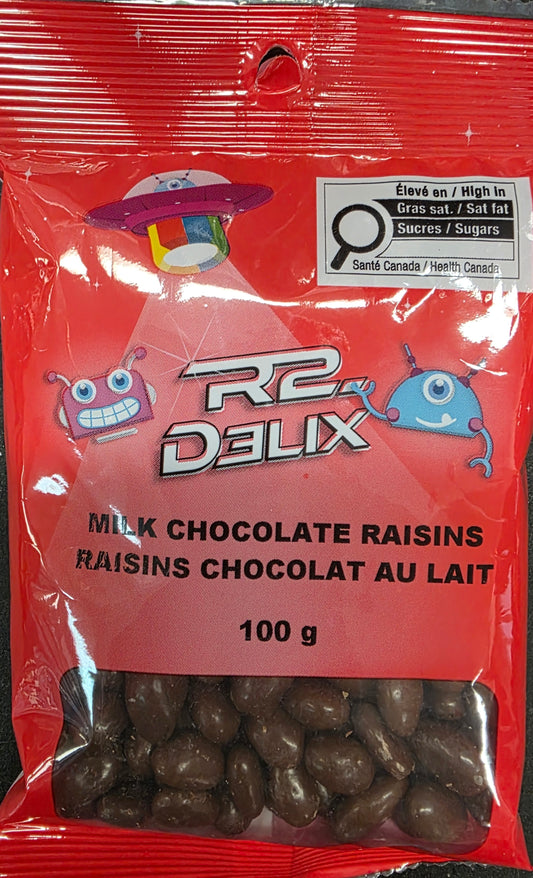 Élevé en / High in
Gras sat. / Sat fat
Sucres / Sugars
Santé Canada / Health Canada
R2
D3LIX
MILK CHOCOLATE RAISINS
RAISINS CHOCOLAT AU LAIT
100 g